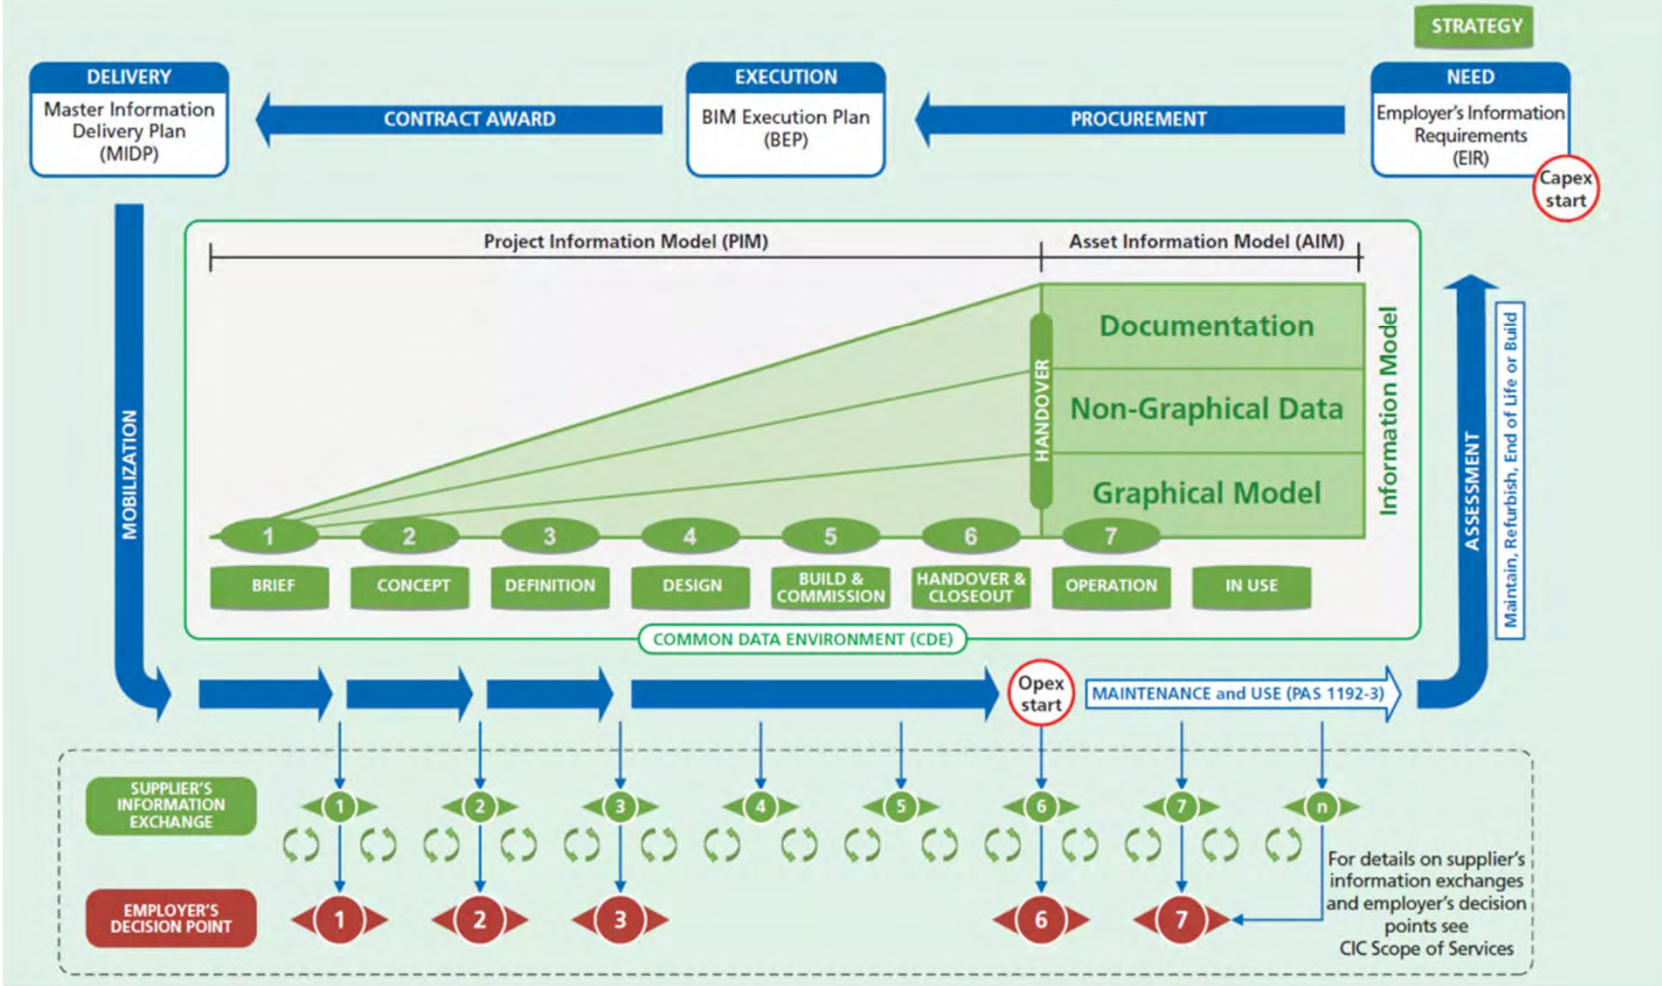 STRATEGY
DELIVERY
Master Information
Delivery Plan
(MIDP)
CONTRACT AWARD
EXECUTION
BIM Execution Plan
(BEP)
PROCUREMENT
NEED
Employer's Information
Requirements
(EIR)
Capex
start
Project Information Model (PIM)
Asset Information Model (AIM)
Documentation
Non-Graphical Data
Graphical Model
HANDOVER
Information Model
MOBILIZATION
ASSESSMENT
Maintain, Refurbish, End of Life or Build
1
2
3
4
5
6
7
BRIEF
CONCEPT
DEFINITION
DESIGN
BUILD &
COMMISSION
HANDOVER &
CLOSEOUT
OPERATION
IN USE
COMMON DATA ENVIRONMENT (CDE)
Opex
start
MAINTENANCE and USE (PAS 1192-3)
SUPPLIER'S
INFORMATION
EXCHANGE
1
2
3
4
5
6
7
n
For details on supplier's
information exchanges
and employer's decision
points see
CIC Scope of Services
EMPLOYER'S
DECISION POINT
1
2
3
6
7